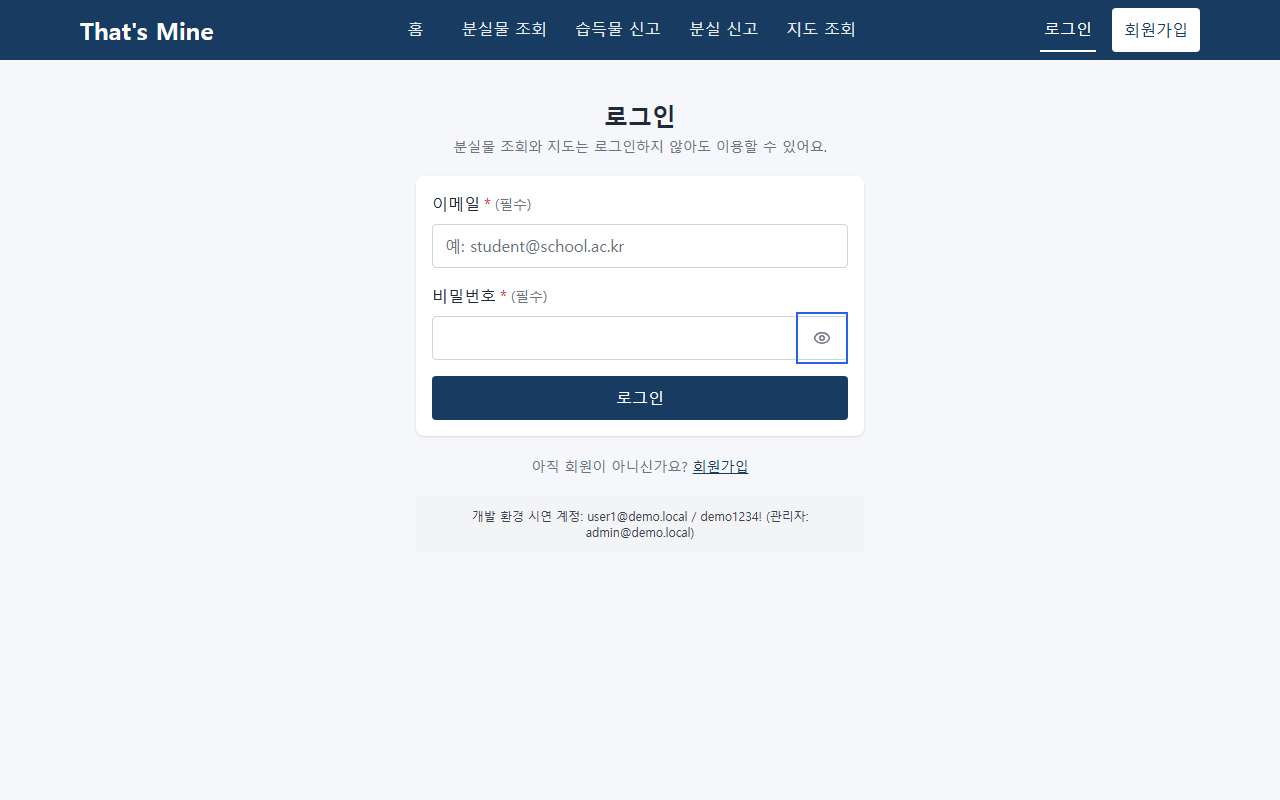 That's Mine
홈 분실물 조회 습득물 신고 분실 신고 지도 조회 로그인 회원가입
로그인
분실물 조회와 지도는 로그인하지 않아도 이용할 수 있어요.
이메일 * (필수)
예: student@school.ac.kr
비밀번호 * (필수)
로그인
아직 회원이 아니신가요? 회원가입
개발 환경 시연 계정: user1@demo.local / demo1234! (관리자:
admin@demo.local)